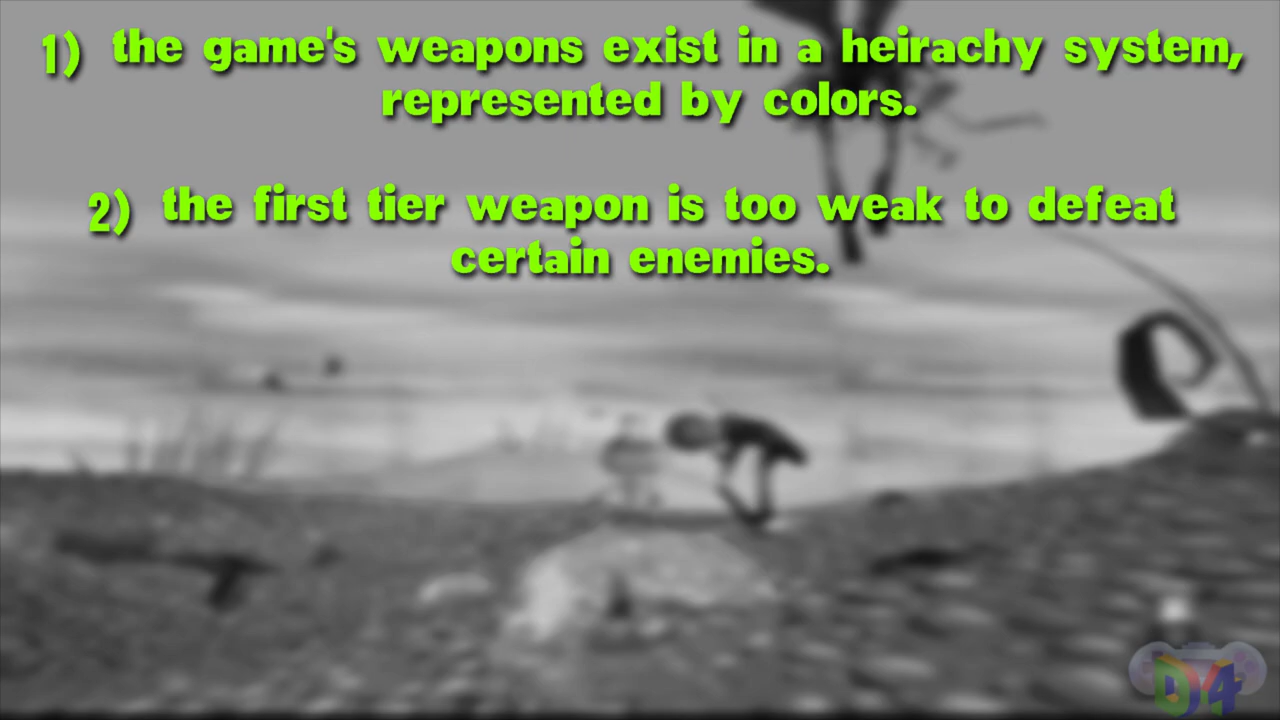 1) the game's weapons exist in a heirachy system,
represented by colors.
2) the first tier weapon is too weak to defeat
certain enemies.
DY4